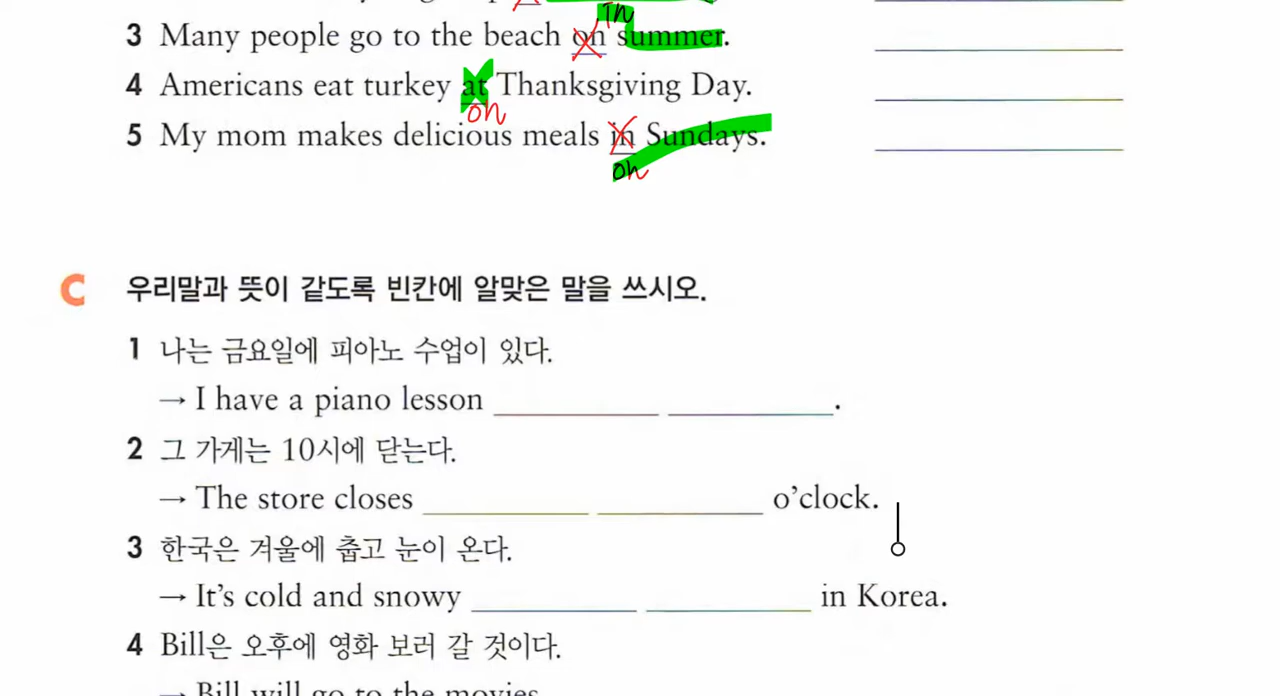 in
3 Many people go to the beach on summer.
4 Americans eat turkey at Thanksgiving Day.
on
5 My mom makes delicious meals in Sundays.
on
C 우리말과 뜻이 같도록 빈칸에 알맞은 말을 쓰시오.
1 나는 금요일에 피아노 수업이 있다.
→ I have a piano lesson .
2 그 가게는 10시에 닫는다.
→ The store closes o’clock.
3 한국은 겨울에 춥고 눈이 온다.
→ It’s cold and snowy in Korea.
4 Bill은 오후에 영화 보러 갈 것이다.
→ Bill will go to the movies